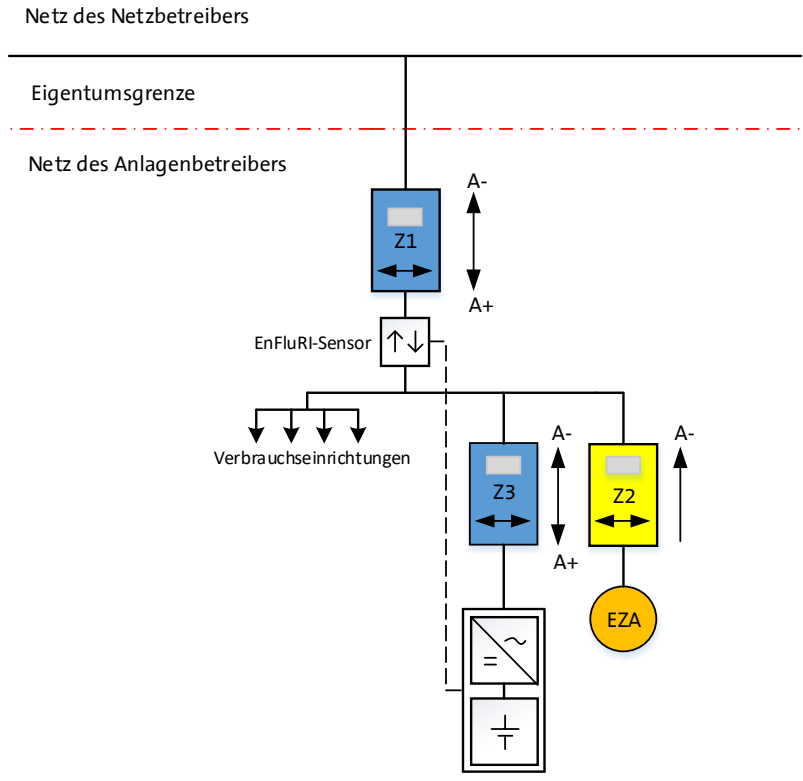 Netz des Netzbetreibers
Eigentumsgrenze
Netz des Anlagenbetreibers
A-
Z1
A+
EnFluRI-Sensor
Verbrauchseinrichtungen
A-
A-
Z3
Z2
A+
EZA